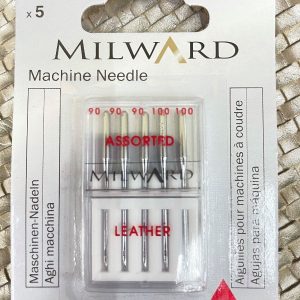 x 5
MILWARD
Machine Needle
90 90 90 100 100
ASSORTED
MILWARD
LEATHER
Maschinen-Nadeln
Aghi macchina
Aiguilles pour machines à coudre
Agujas para maquina